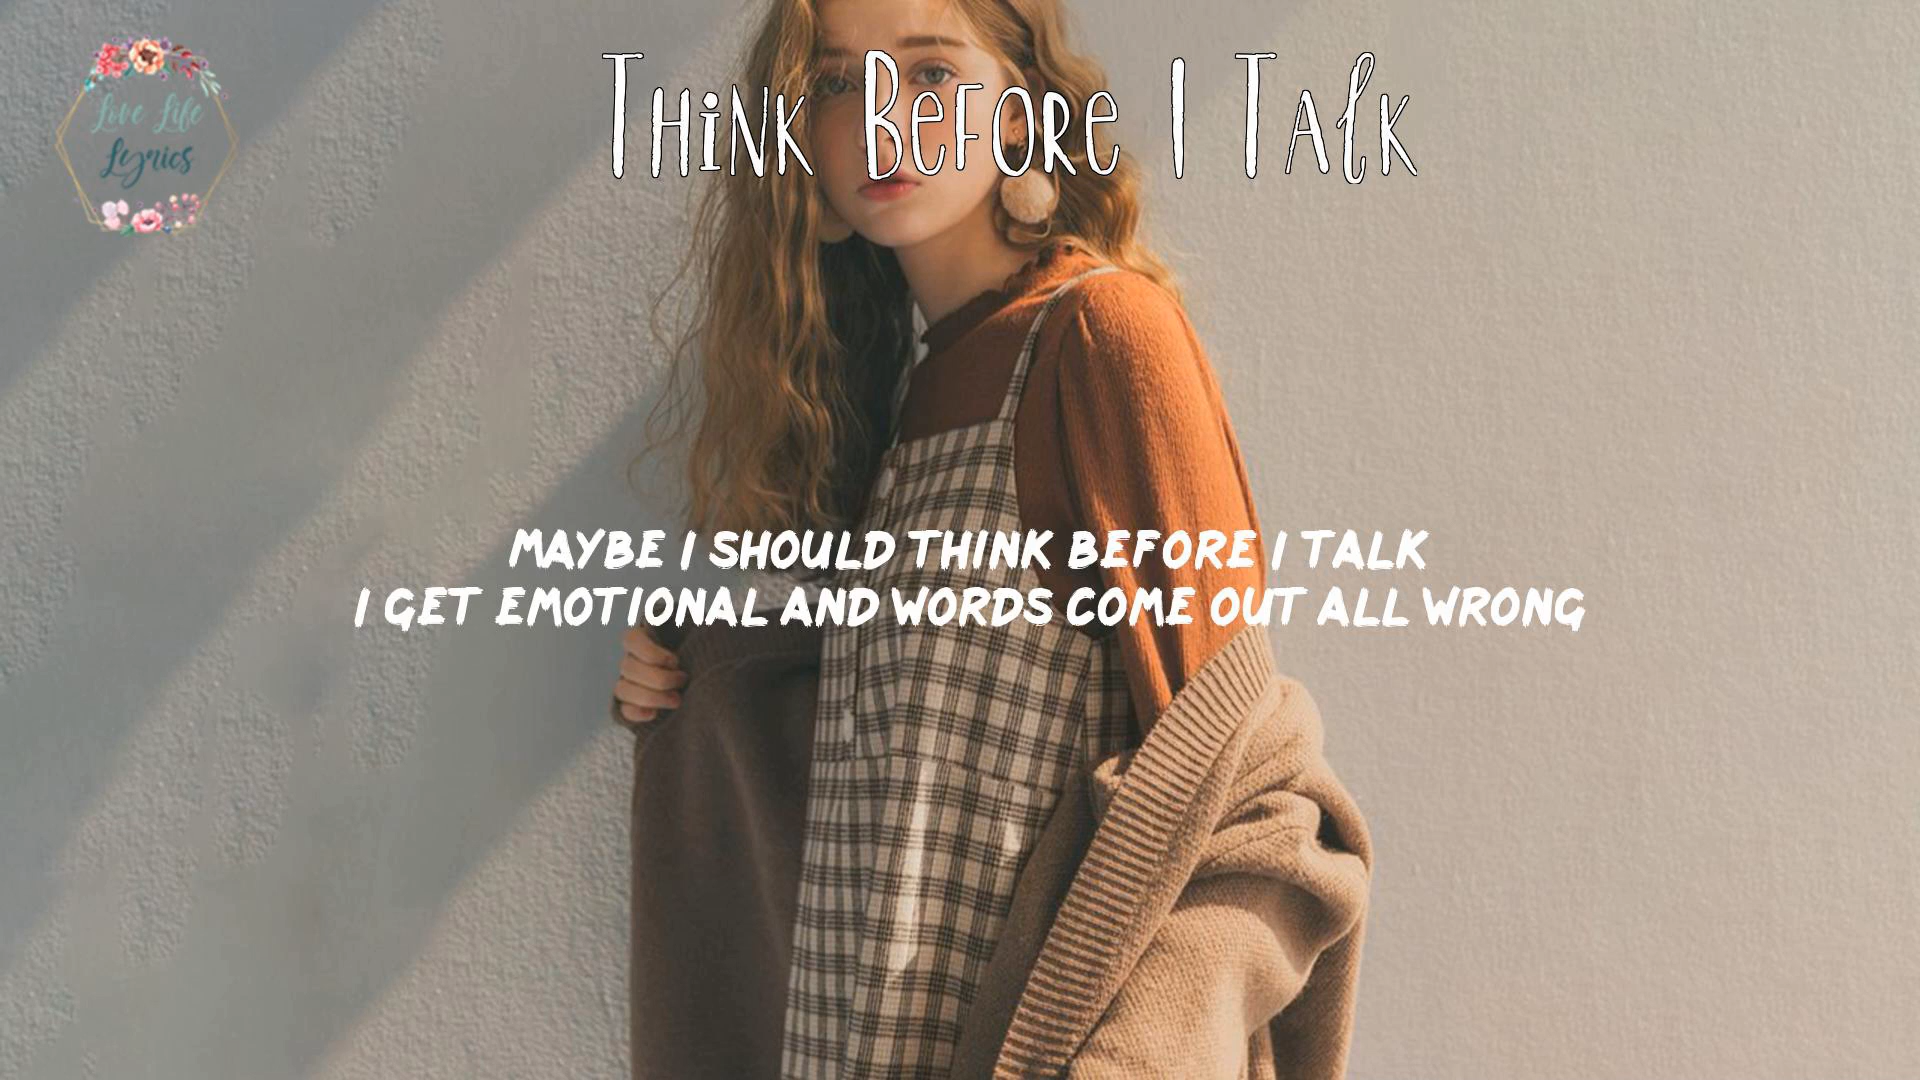 Love Life
Lyrics
Think Before I Talk
MAYBE I SHOULD THINK BEFORE I TALK
I GET EMOTIONAL AND WORDS COME OUT ALL WRONG